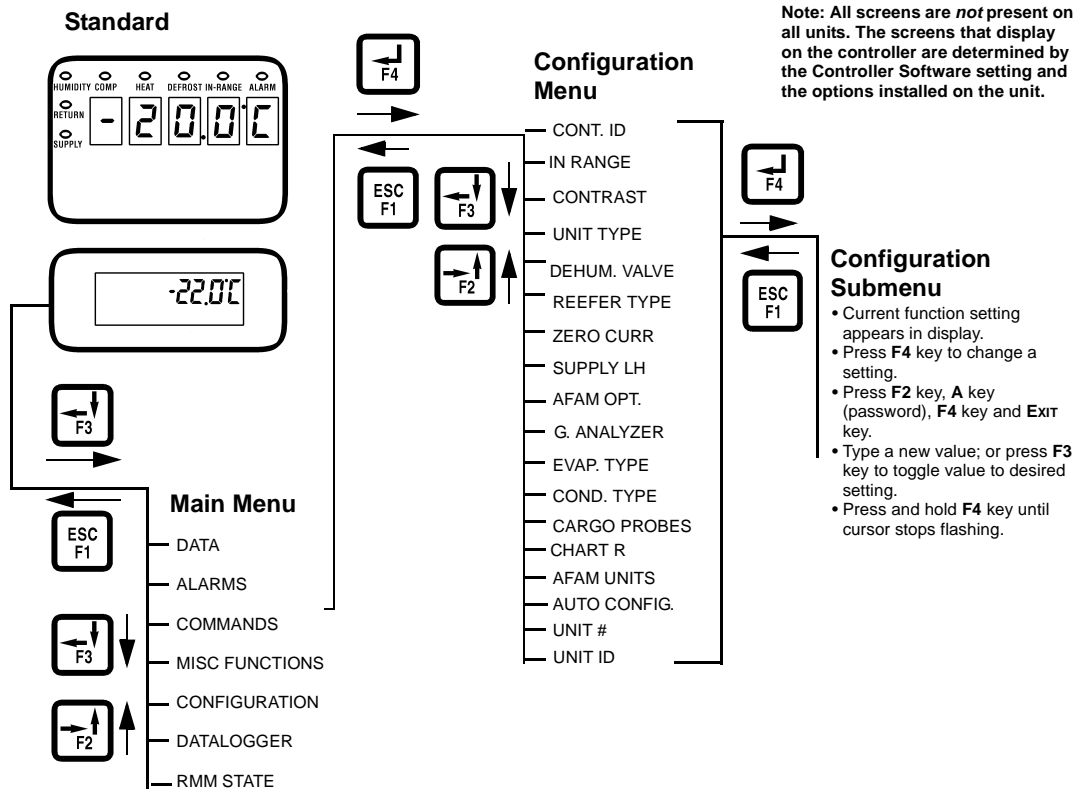 Standard
HUMIDITY COMP HEAT DEFROST IN-RANGE ALARM
RETURN
SUPPLY
- 20.0°C
-22.0°C
F3
ESC
F1
F3
F2
Main Menu
DATA
ALARMS
COMMANDS
MISC FUNCTIONS
CONFIGURATION
DATALOGGER
RMM STATE
F4
ESC
F1
F3
F2
Configuration
Menu
CONT. ID
IN RANGE
CONTRAST
UNIT TYPE
DEHUM. VALVE
REEFER TYPE
ZERO CURR
SUPPLY LH
AFAM OPT.
G. ANALYZER
EVAP. TYPE
COND. TYPE
CARGO PROBES
CHART R
AFAM UNITS
AUTO CONFIG.
UNIT #
UNIT ID
Note: All screens are not present on
all units. The screens that display
on the controller are determined by
the Controller Software setting and
the options installed on the unit.
F4
ESC
F1
Configuration
Submenu
• Current function setting
appears in display.
• Press F4 key to change a
setting.
• Press F2 key, A key
(password), F4 key and EXIT
key.
• Type a new value; or press F3
key to toggle value to desired
setting.
• Press and hold F4 key until
cursor stops flashing.